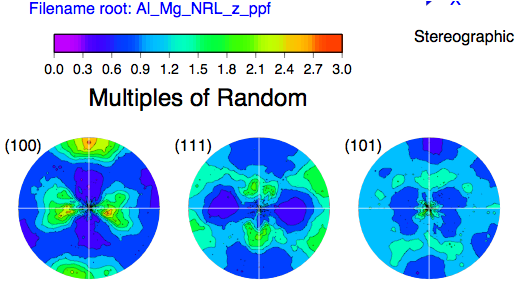 Filename root: Al_Mg_NRL_z_ppf
Stereographic
0.0 0.3 0.6 0.9 1.2 1.5 1.8 2.1 2.4 2.7 3.0
Multiples of Random
(100) (111) (101)